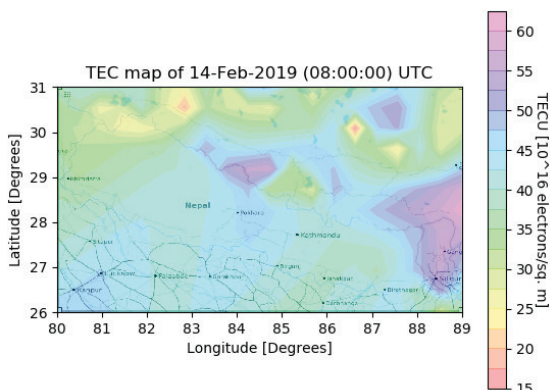 TEC map of 14-Feb-2019 (08:00:00) UTC
31
30
29
28
27
26
Latitude [Degrees]
80 81 82 83 84 85 86 87 88 89
Longitude [Degrees]
60
55
50
45
40
35
30
25
20
15
TECU [10^16 electrons/sq. m]
Nepal
Pokhara
Kathmandu
Sitapur
Kanpur